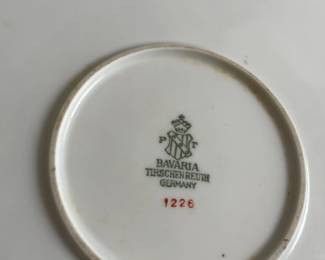 P T
BAVARIA
TIRSCHENREUTH
GERMANY
1226